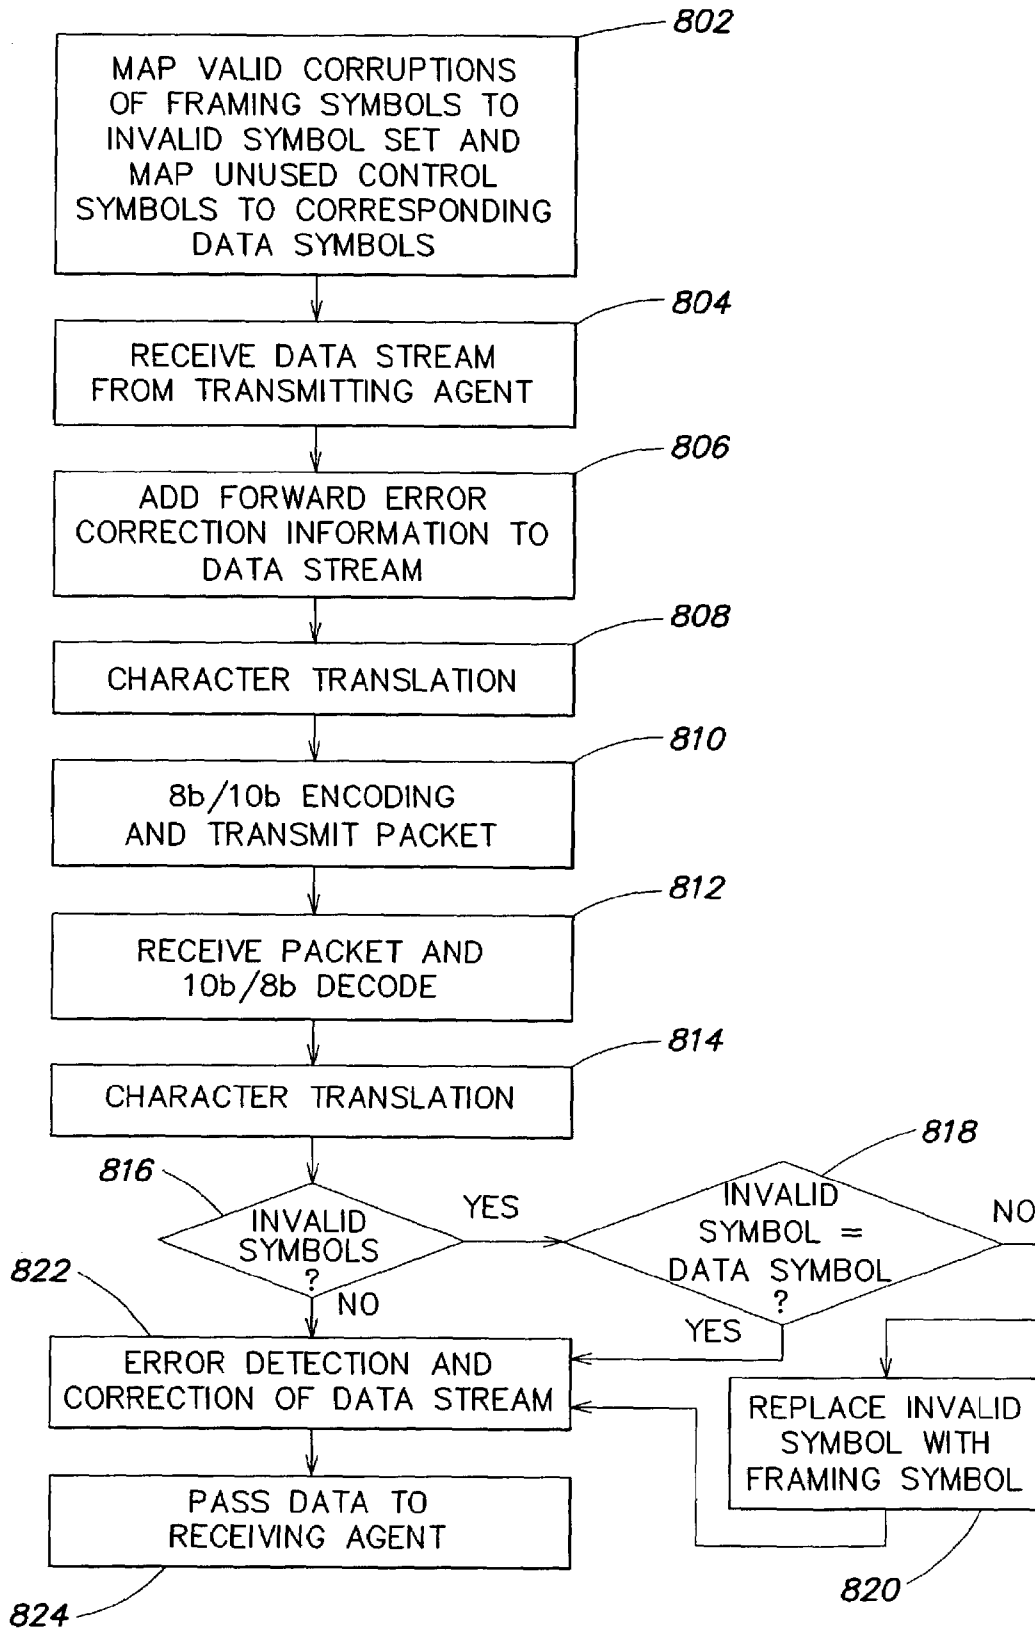 802
MAP VALID CORRUPTIONS
OF FRAMING SYMBOLS TO
INVALID SYMBOL SET AND
MAP UNUSED CONTROL
SYMBOLS TO CORRESPONDING
DATA SYMBOLS
804
RECEIVE DATA STREAM
FROM TRANSMITTING AGENT
806
ADD FORWARD ERROR
CORRECTION INFORMATION TO
DATA STREAM
808
CHARACTER TRANSLATION
810
8b/10b ENCODING
AND TRANSMIT PACKET
812
RECEIVE PACKET AND
10b/8b DECODE
814
CHARACTER TRANSLATION
816
INVALID
SYMBOLS
?
YES
NO
818
INVALID
SYMBOL =
DATA SYMBOL
?
NO
YES
822
ERROR DETECTION AND
CORRECTION OF DATA STREAM
REPLACE INVALID
SYMBOL WITH
FRAMING SYMBOL
820
PASS DATA TO
RECEIVING AGENT
824